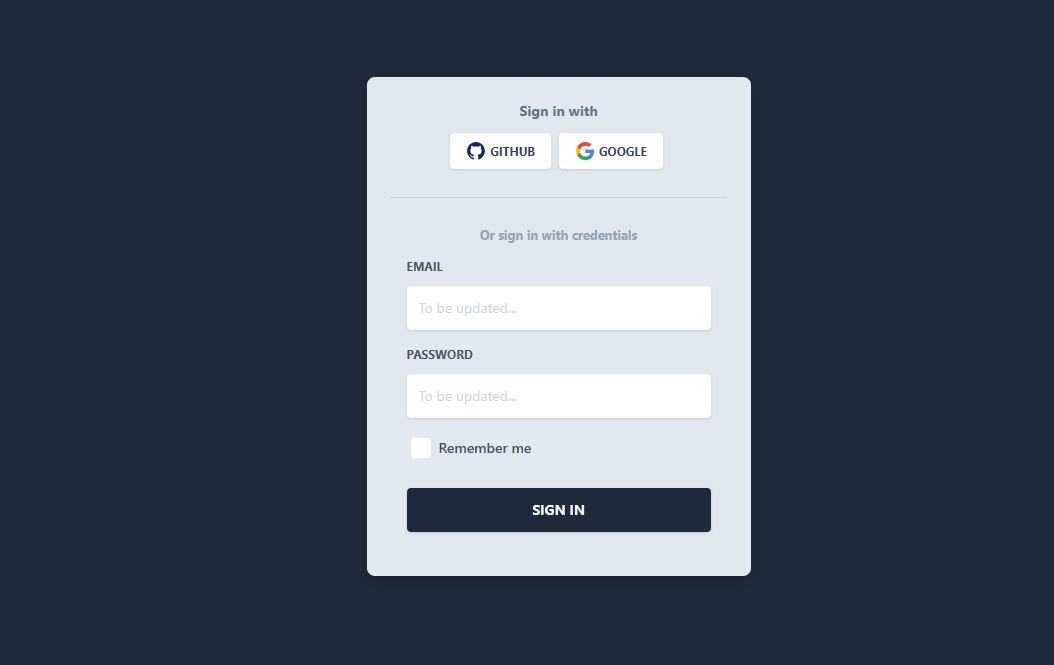 Sign in with
GITHUB GOOGLE
Or sign in with credentials
EMAIL
To be updated...
PASSWORD
To be updated...
Remember me
SIGN IN